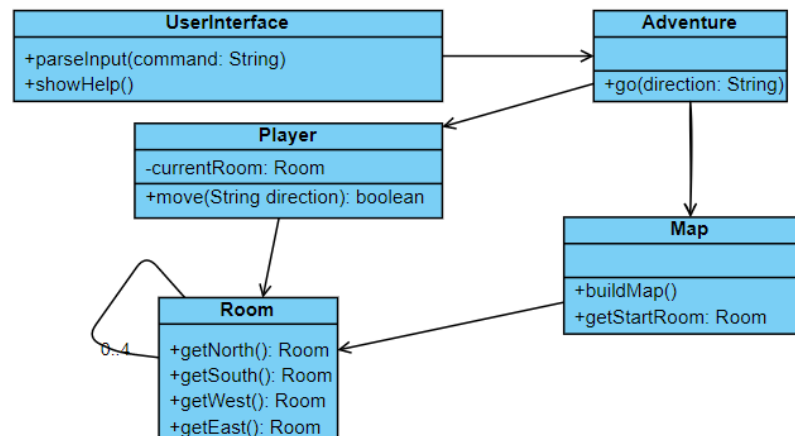 UserInterface
+parseInput(command: String)
+showHelp()
Adventure
+go(direction: String)
Player
-currentRoom: Room
+move(String direction): boolean
Map
+buildMap()
+getStartRoom: Room
Room
+getNorth(): Room
+getSouth(): Room
+getWest(): Room
+getEast(): Room
0..4